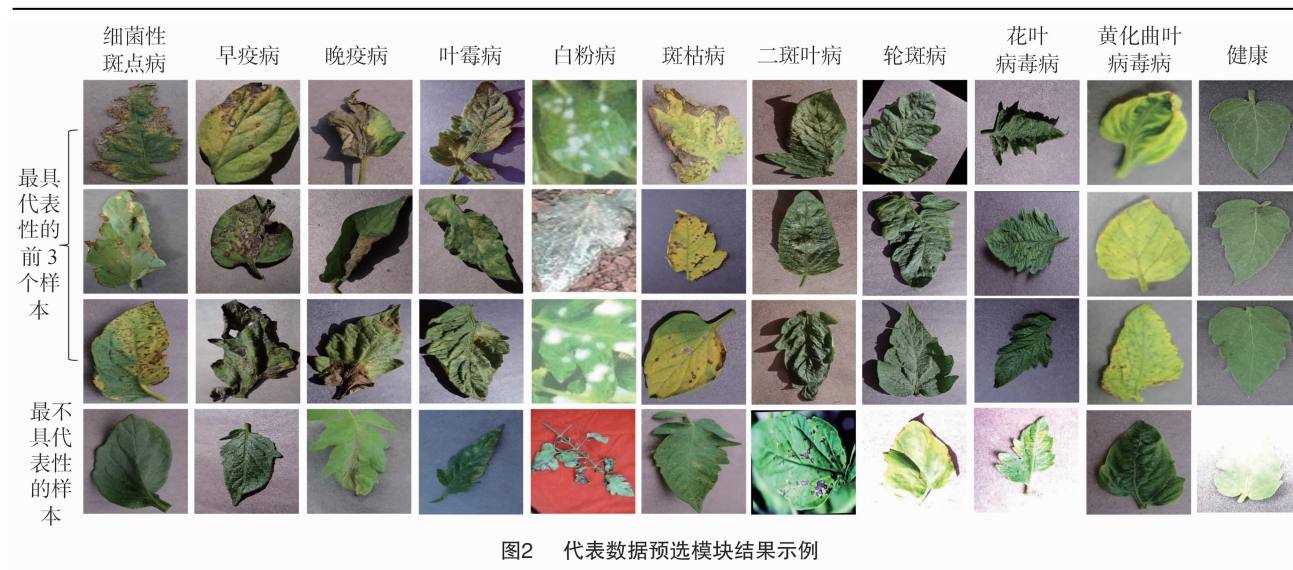 细菌性
斑点病
早疫病
晚疫病
叶霉病
白粉病
斑枯病
二斑叶病
轮斑病
花叶
病毒病
黄化曲叶
病毒病
健康
最具
代表
性的
前3
个样
本
最不
具代
表性
的样
本
图2 代表数据预选模块结果示例